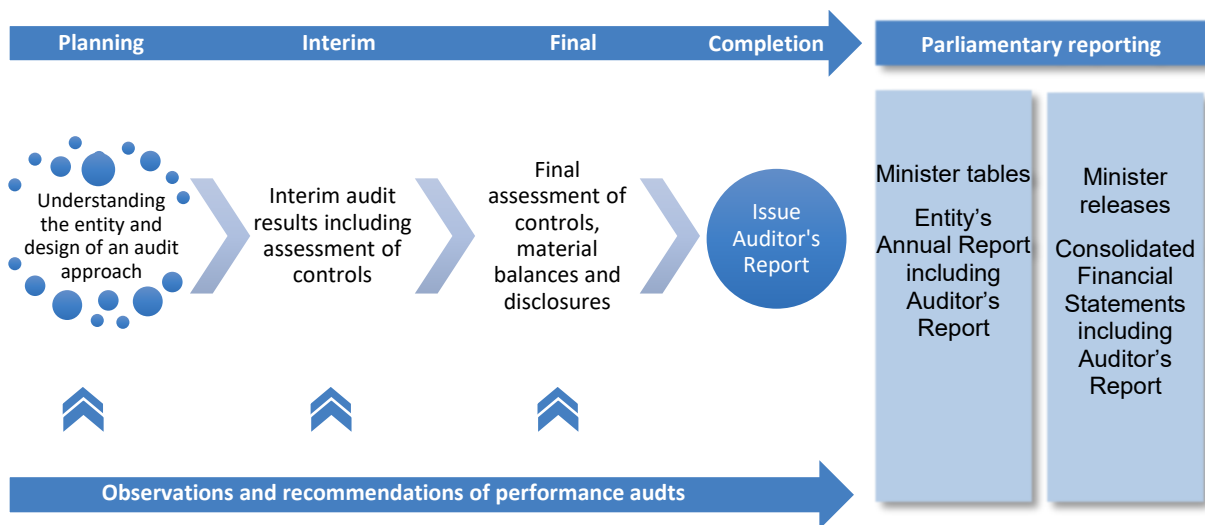 Planning
Interim
Final
Completion
Parliamentary reporting
Understanding
the entity and
design of an audit
approach
Interim audit
results including
assessment of
controls
Final
assessment of
controls,
material
balances and
disclosures
Issue
Auditor's
Report
Minister tables
Entity’s
Annual Report
including
Auditor’s
Report
Minister
releases
Consolidated
Financial
Statements
including
Auditor’s
Report
Observations and recommendations of performance audts